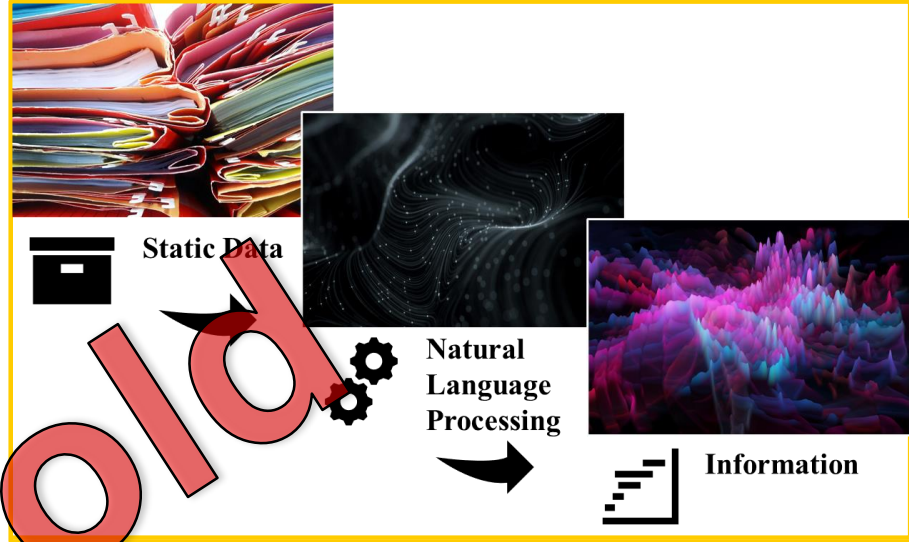 Static Data
Natural
Language
Processing
Information
old